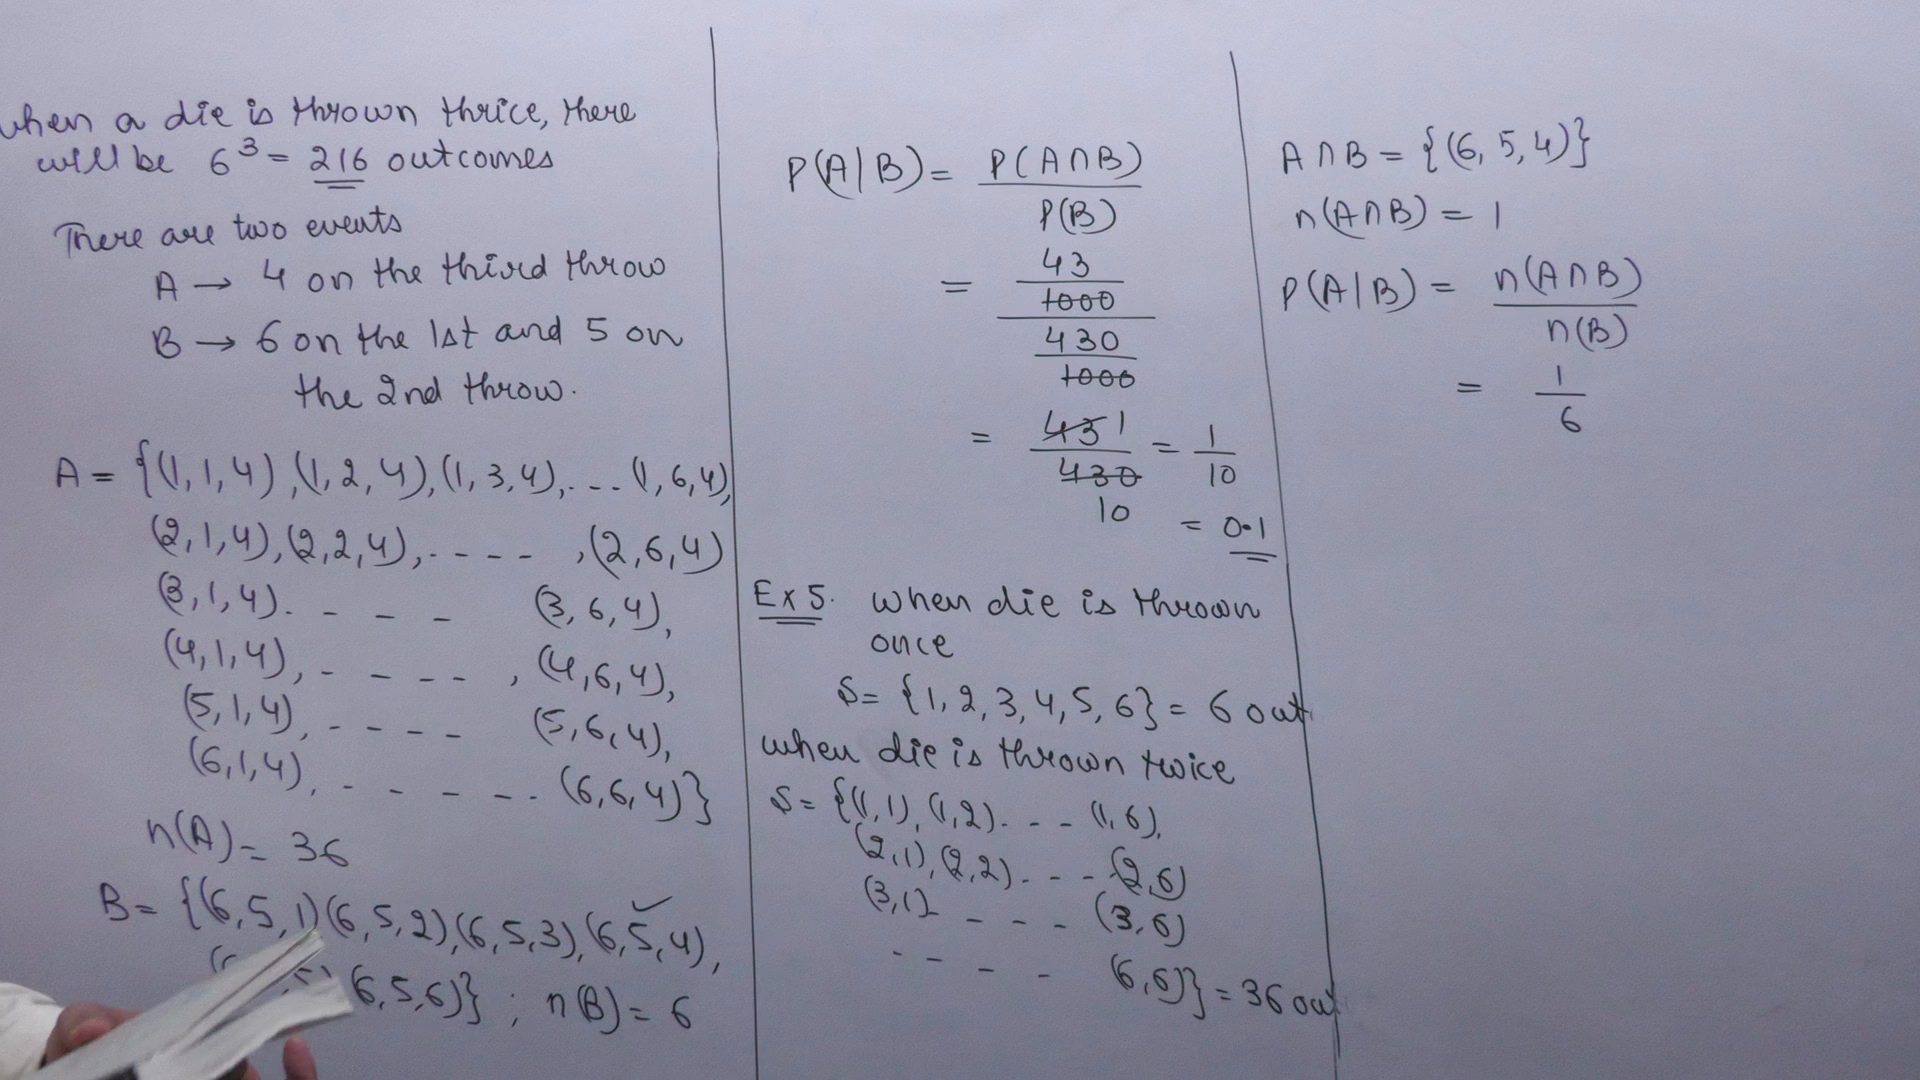 when a die is thrown thrice, there
will be 6³ = 216 outcomes
There are two events
A → 4 on the third throw
B → 6 on the 1st and 5 on
the 2nd throw.
A = {(1,1,4),(1,2,4),(1,3,4),....(1,6,4),
(2,1,4),(2,2,4),.---- ,(2,6,4)
(3,1,4). - - - (3,6,4),
(4,1,4),- - - -- ,(4,6,4),
(5,1,4),- - - - (5,6,4),
(6,1,4),- - - - --(6,6,4)}
n(A) = 36
B = {(6,5,1)(6,5,2),(6,5,3),(6,5,4),
6,5,6)} ; n(B) = 6
P(A|B) = P(A∩B)
P(B)
= 43
1000
430
1000
= 43 1 = 1
430 10
10 = 0.1
Ex 5. when die is thrown
once
S = {1,2,3,4,5,6} = 6 out
when die is thrown twice
S = {(1,1),(1,2). - - - (1,6),
(2,1),(2,2). - - - (2,6)
(3,1) - - - - (3,6)
- - - - (6,6)} = 36 out
A∩B = {(6,5,4)}
n(A∩B) = 1
P(A|B) = n(A∩B)
n(B)
= 1
6